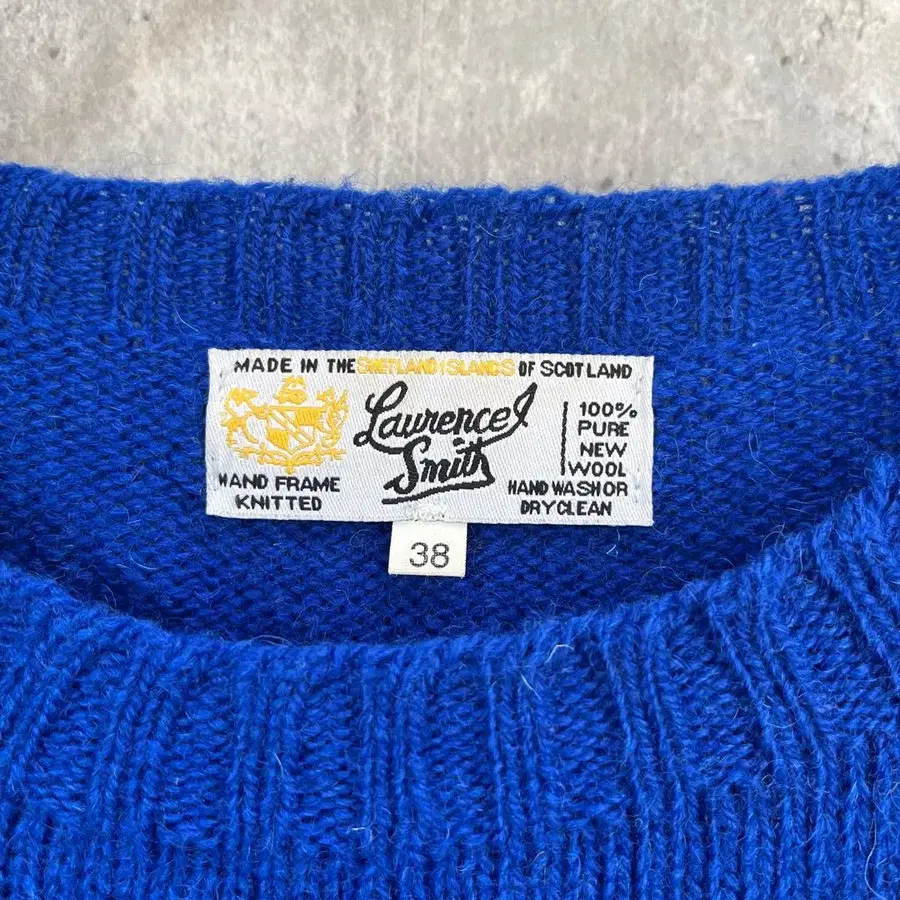 MADE IN THE SHETLAND ISLANDS OF SCOTLAND
Laurence J.
Smith
HAND FRAME
KNITTED
100%
PURE
NEW
WOOL
HAND WASH OR
DRYCLEAN
38